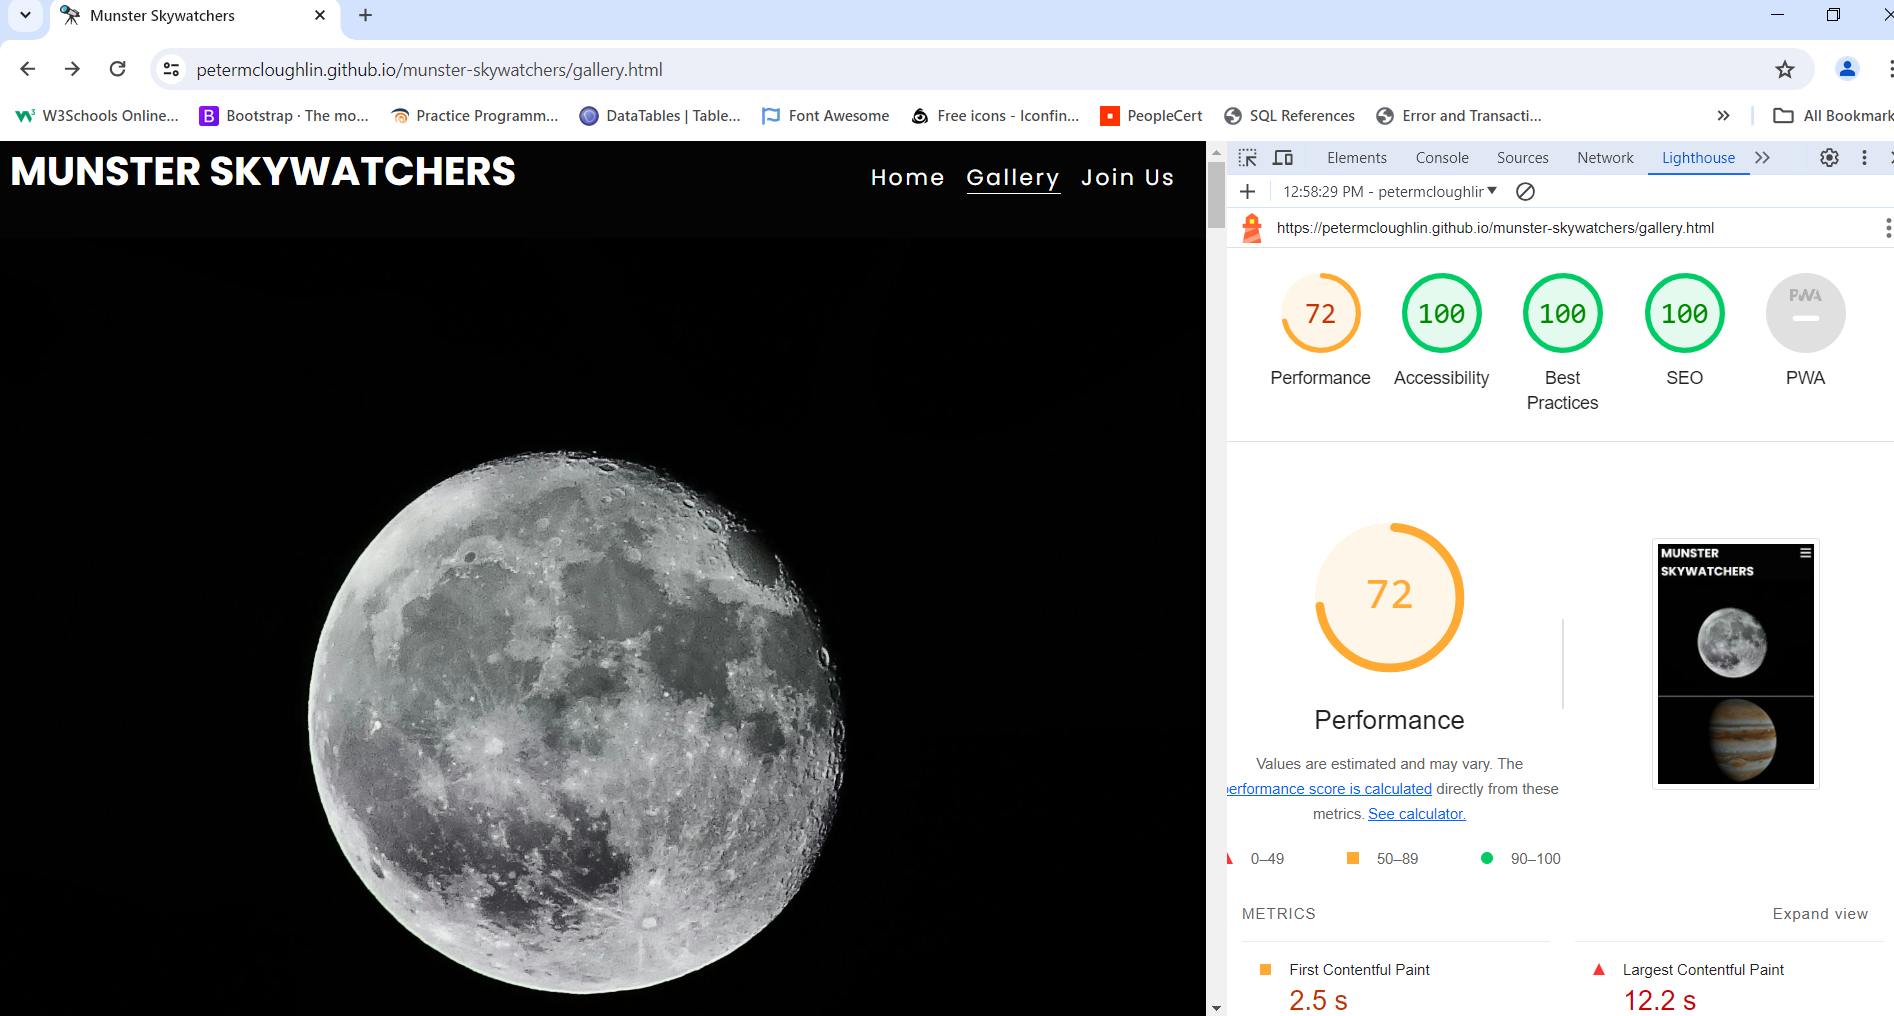 Munster Skywatchers
petermcloughlin.github.io/munster-skywatchers/gallery.html
W3Schools Online... Bootstrap · The mo... Practice Programm... DataTables | Table... Font Awesome Free icons - Iconfin... PeopleCert SQL References Error and Transacti... » All Bookmark
MUNSTER SKYWATCHERS
Home Gallery Join Us
Elements Console Sources Network Lighthouse
12:58:29 PM - petermcloughlir
https://petermcloughlin.github.io/munster-skywatchers/gallery.html
72 100 100 100 PWA
Performance Accessibility Best Practices SEO PWA
72
MUNSTER
SKYWATCHERS
Performance
Values are estimated and may vary. The
performance score is calculated directly from these
metrics. See calculator.
0–49 50–89 90–100
METRICS Expand view
First Contentful Paint Largest Contentful Paint
2.5 s 12.2 s